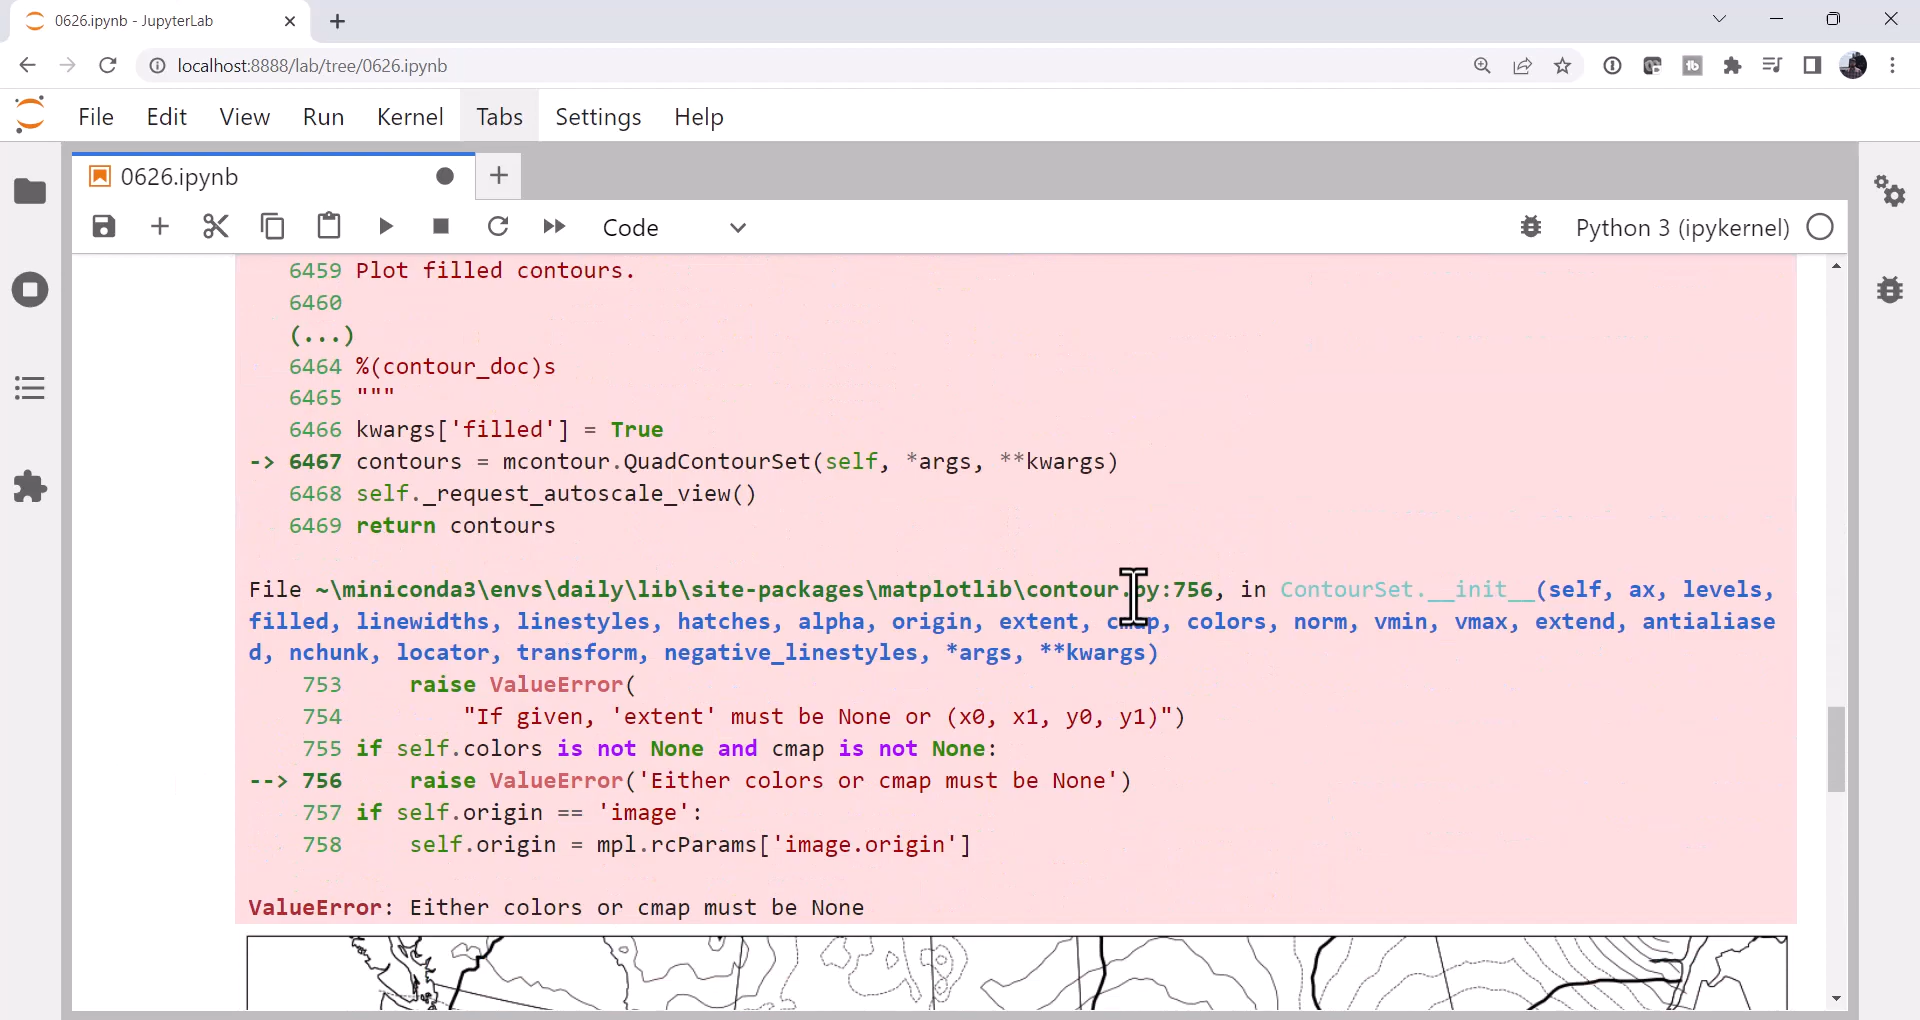 0626.ipynb - JupyterLab
localhost:8888/lab/tree/0626.ipynb
File Edit View Run Kernel Tabs Settings Help
0626.ipynb
Code
Python 3 (ipykernel)
6459 Plot filled contours.
6460
(...)
6464 %(contour_doc)s
6465 """
6466 kwargs['filled'] = True
-> 6467 contours = mcontour.QuadContourSet(self, *args, **kwargs)
6468 self._request_autoscale_view()
6469 return contours
File ~\miniconda3\envs\daily\lib\site-packages\matplotlib\contour.py:756, in ContourSet.__init__(self, ax, levels,
filled, linewidths, linestyles, hatches, alpha, origin, extent, cmap, colors, norm, vmin, vmax, extend, antialiase
d, nchunk, locator, transform, negative_linestyles, *args, **kwargs)
753 raise ValueError(
754 "If given, 'extent' must be None or (x0, x1, y0, y1)")
755 if self.colors is not None and cmap is not None:
--> 756 raise ValueError('Either colors or cmap must be None')
757 if self.origin == 'image':
758 self.origin = mpl.rcParams['image.origin']
ValueError: Either colors or cmap must be None